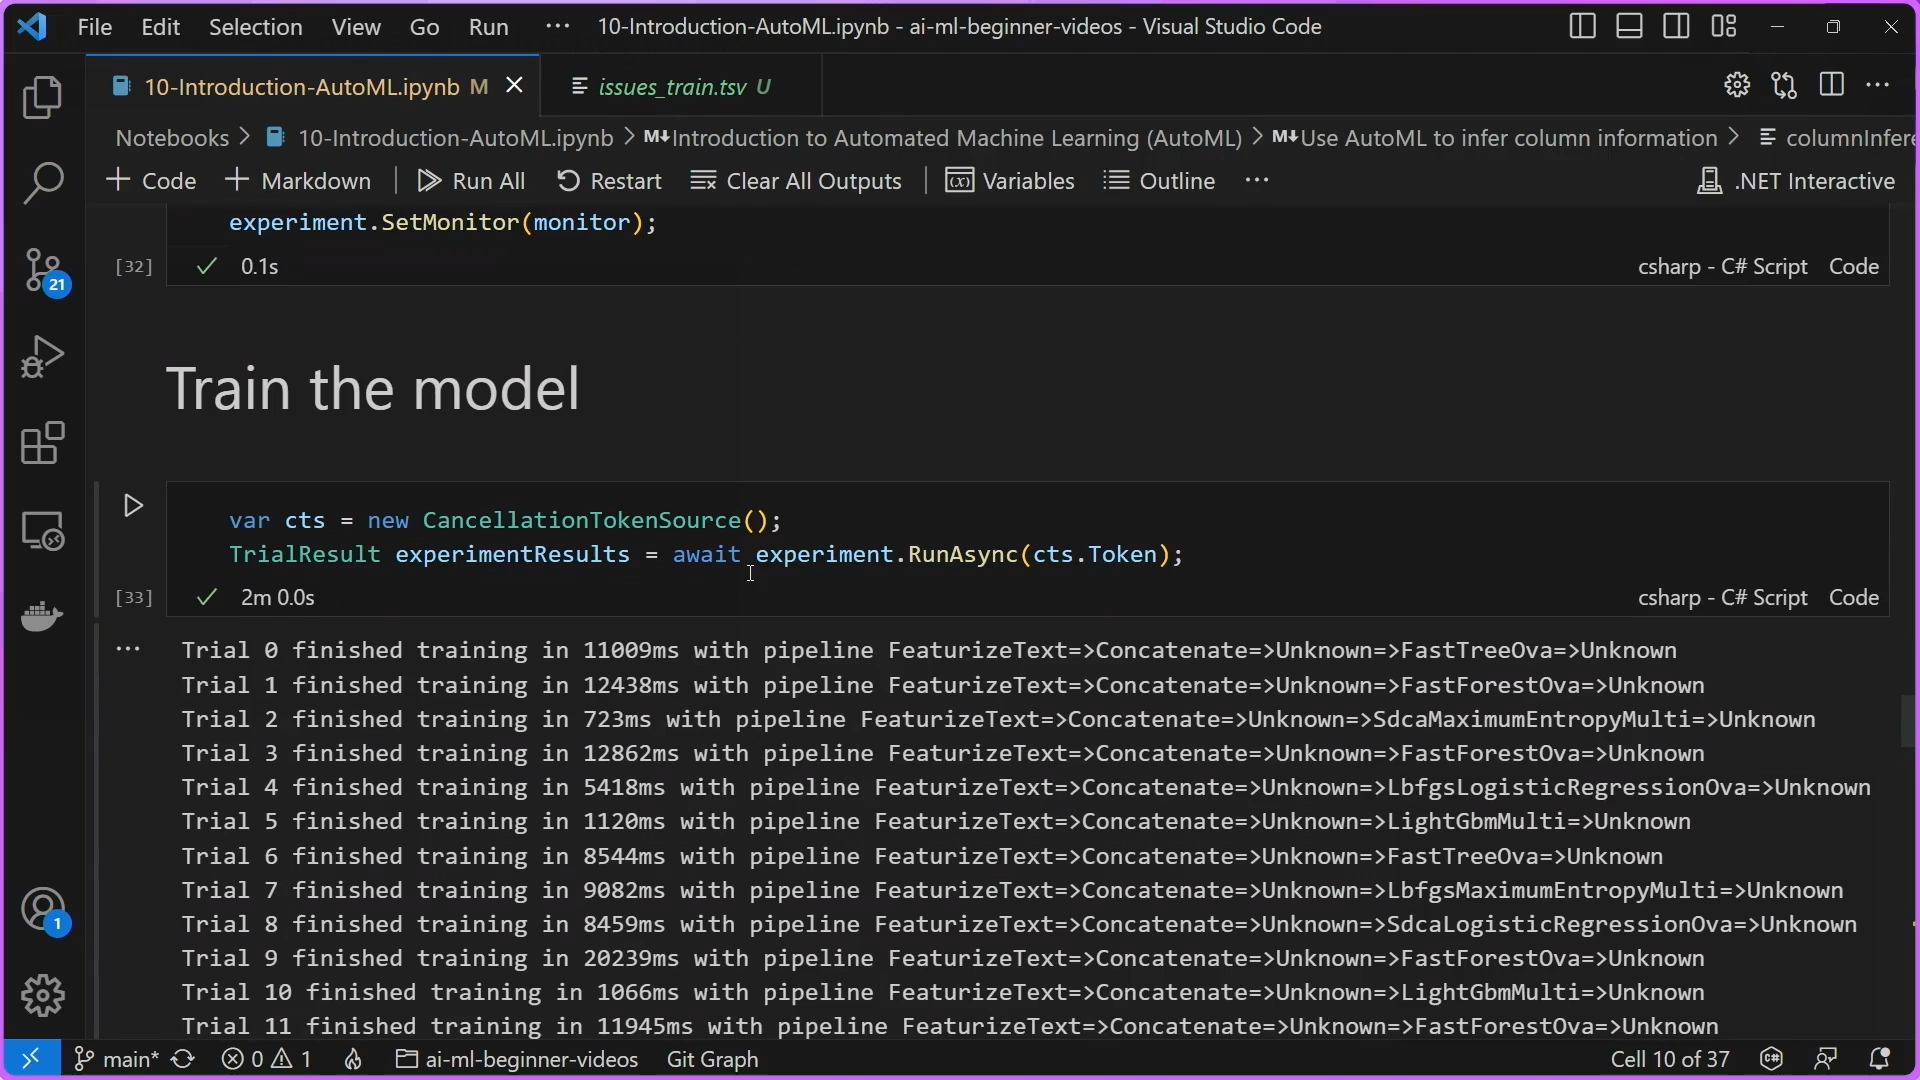 File Edit Selection View Go Run ··· 10-Introduction-AutoML.ipynb - ai-ml-beginner-videos - Visual Studio Code
10-Introduction-AutoML.ipynb M issues_train.tsv U
Notebooks > 10-Introduction-AutoML.ipynb > M↓Introduction to Automated Machine Learning (AutoML) > M↓Use AutoML to infer column information > columnInfere
+ Code + Markdown Run All Restart Clear All Outputs Variables Outline ··· .NET Interactive
experiment.SetMonitor(monitor);
[32] ✓ 0.1s csharp - C# Script Code
Train the model
var cts = new CancellationTokenSource();
TrialResult experimentResults = await experiment.RunAsync(cts.Token);
[33] ✓ 2m 0.0s csharp - C# Script Code
Trial 0 finished training in 11009ms with pipeline FeaturizeText=>Concatenate=>Unknown=>FastTreeOva=>Unknown
Trial 1 finished training in 12438ms with pipeline FeaturizeText=>Concatenate=>Unknown=>FastForestOva=>Unknown
Trial 2 finished training in 723ms with pipeline FeaturizeText=>Concatenate=>Unknown=>SdcaMaximumEntropyMulti=>Unknown
Trial 3 finished training in 12862ms with pipeline FeaturizeText=>Concatenate=>Unknown=>FastForestOva=>Unknown
Trial 4 finished training in 5418ms with pipeline FeaturizeText=>Concatenate=>Unknown=>LbfgsLogisticRegressionOva=>Unknown
Trial 5 finished training in 1120ms with pipeline FeaturizeText=>Concatenate=>Unknown=>LightGbmMulti=>Unknown
Trial 6 finished training in 8544ms with pipeline FeaturizeText=>Concatenate=>Unknown=>FastTreeOva=>Unknown
Trial 7 finished training in 9082ms with pipeline FeaturizeText=>Concatenate=>Unknown=>LbfgsMaximumEntropyMulti=>Unknown
Trial 8 finished training in 8459ms with pipeline FeaturizeText=>Concatenate=>Unknown=>SdcaLogisticRegressionOva=>Unknown
Trial 9 finished training in 20239ms with pipeline FeaturizeText=>Concatenate=>Unknown=>FastForestOva=>Unknown
Trial 10 finished training in 1066ms with pipeline FeaturizeText=>Concatenate=>Unknown=>LightGbmMulti=>Unknown
Trial 11 finished training in 11945ms with pipeline FeaturizeText=>Concatenate=>Unknown=>FastForestOva=>Unknown
21
1
main* 0 1 ai-ml-beginner-videos Git Graph Cell 10 of 37